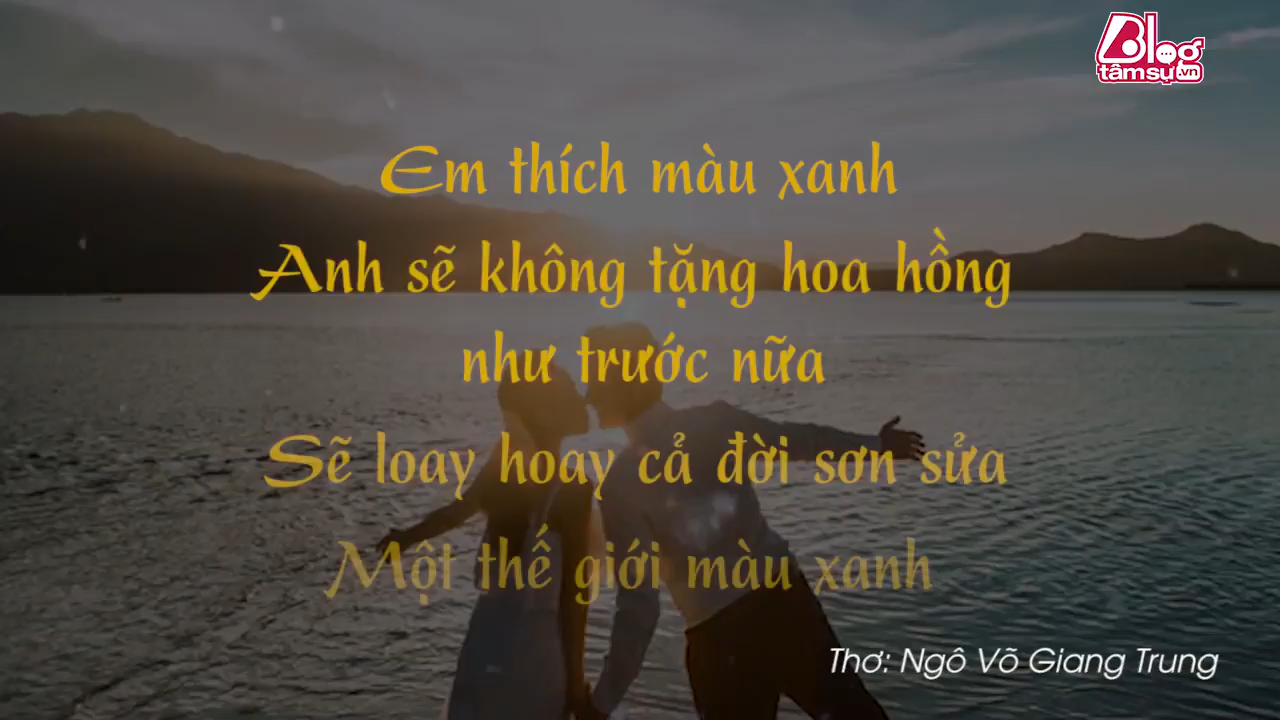 Blog
tâmsự.vn
Em thích màu xanh
Anh sẽ không tặng hoa hồng
như trước nữa
Sẽ loay hoay cả đời sơn sửa
Một thế giới màu xanh
Thơ: Ngô Võ Giang Trung